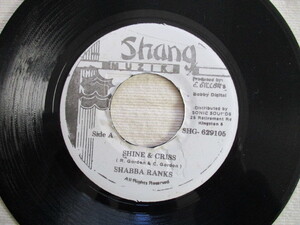 Shang
MUZIK
Produced by:
Bobby Digital
Distributed by
SONIC SOUNDS
25 Retirement Rd
Kingston 5
Side A
SHG- 629105
SHINE & CRISS
( R. Gordon & C. Gordon )
SHABBA RANKS
All Rights Reserved